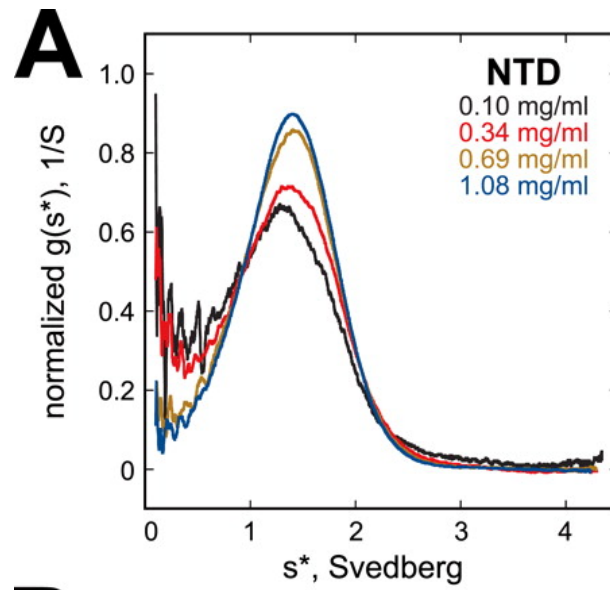 A
NTD
0.10 mg/ml
0.34 mg/ml
0.69 mg/ml
1.08 mg/ml
normalized g(s*), 1/S
1.0
0.8
0.6
0.4
0.2
0
0 1 2 3 4
s*, Svedberg